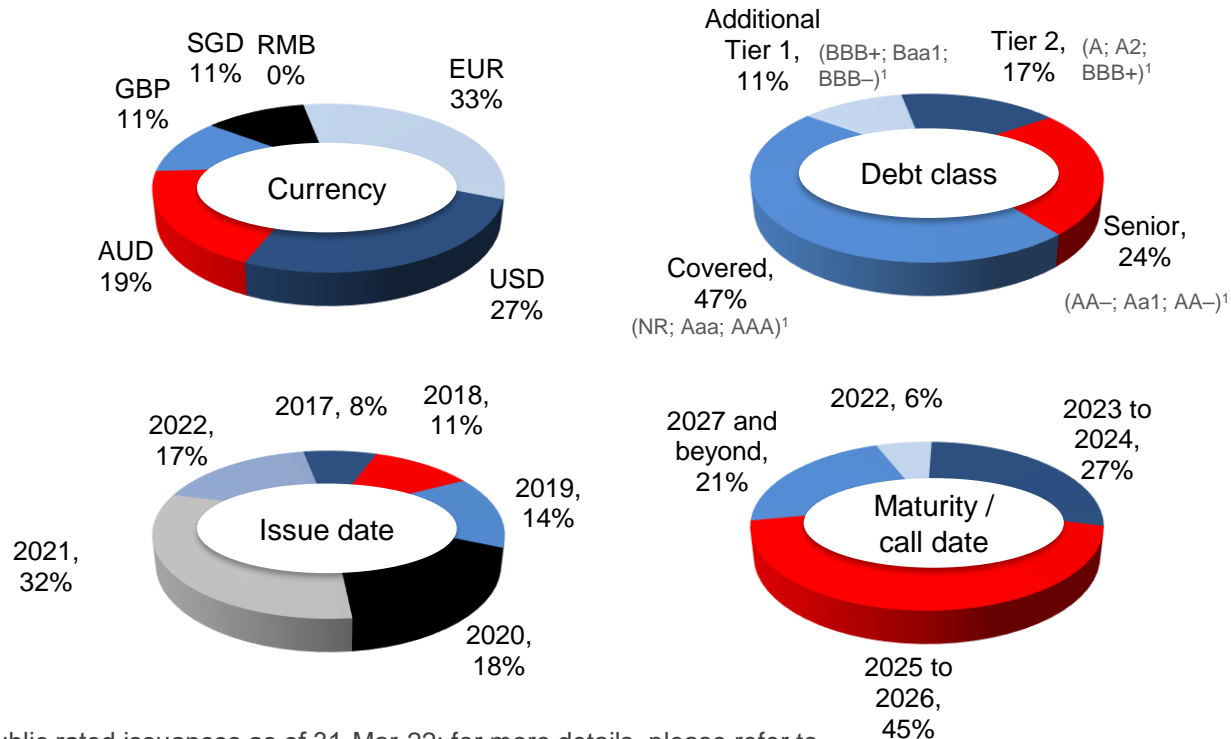 SGD
11%
RMB
0%
EUR
33%
GBP
11%
Currency
AUD
19%
USD
27%
Additional
Tier 1,
11%
(BBB+; Baa1;
BBB–)1
Tier 2,
17%
(A; A2;
BBB+)1
Debt class
Senior,
24%
(AA–; Aa1; AA–)1
Covered,
47%
(NR; Aaa; AAA)1
2017, 8%
2018,
11%
2022,
17%
2019,
14%
Issue date
2021,
32%
2020,
18%
2022, 6%
2023 to
2024,
27%
2027 and
beyond,
21%
Maturity /
call date
2025 to
2026,
45%